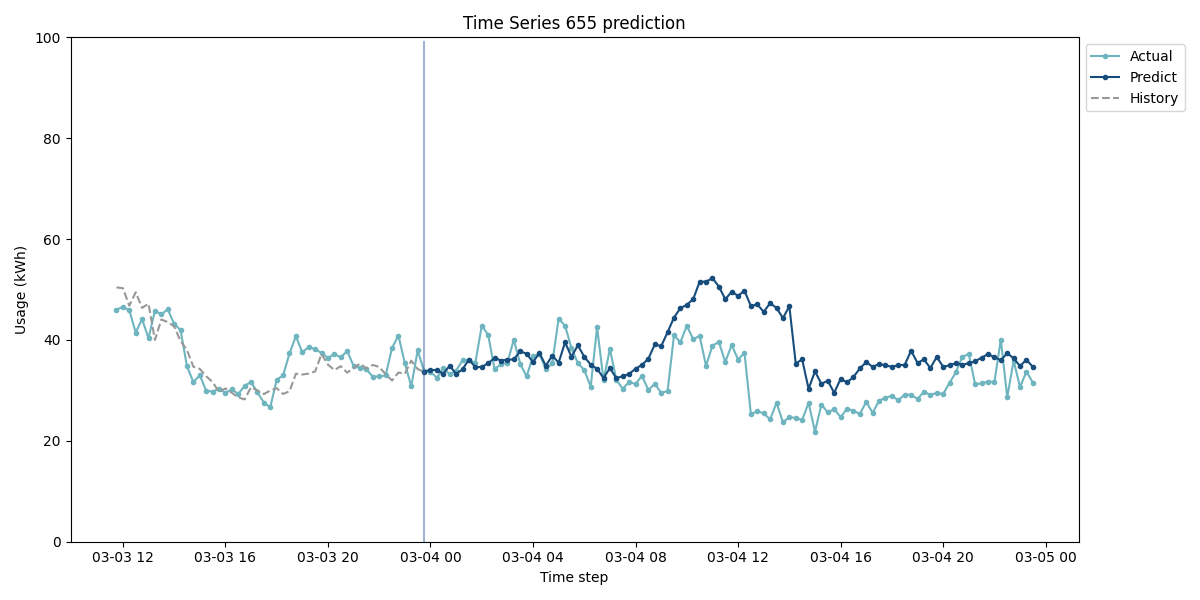 Time Series 655 prediction
Usage (kWh)
100
80
60
40
20
0
03-03 12
03-03 16
03-03 20
03-04 00
03-04 04
03-04 08
03-04 12
03-04 16
03-04 20
03-05 00
Time step
Actual
Predict
History